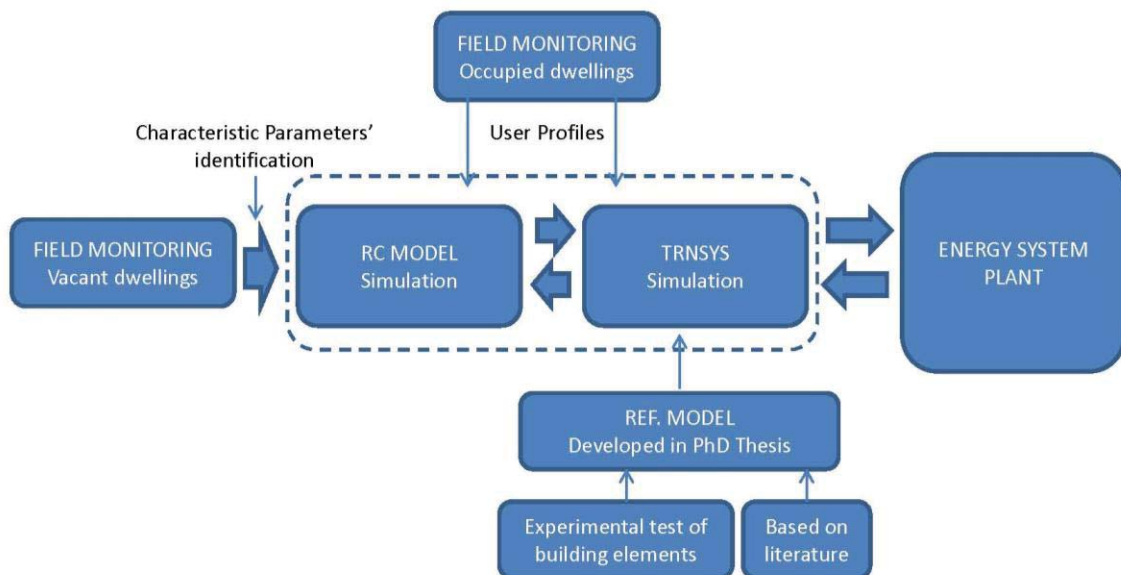 FIELD MONITORING
Occupied dwellings
Characteristic Parameters’
identification
User Profiles
FIELD MONITORING
Vacant dwellings
RC MODEL
Simulation
TRNSYS
Simulation
ENERGY SYSTEM
PLANT
REF. MODEL
Developed in PhD Thesis
Experimental test of
building elements
Based on
literature